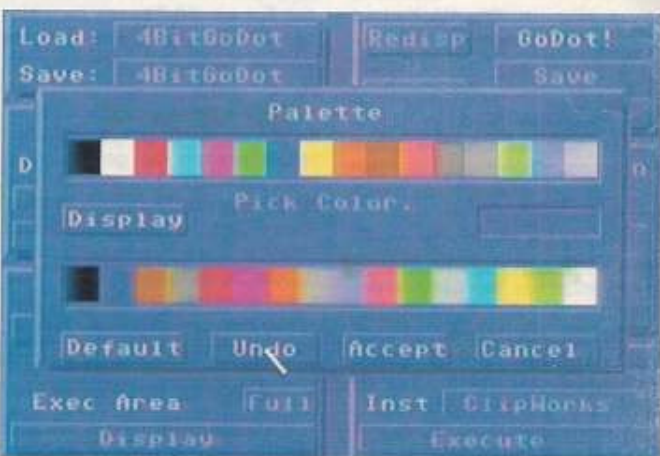 Load: 4BitGoDot Redisp GoDot!
Save: 4BitGoDot Save
Palette
D
Pick Color.
Display
Default Undo Accept Cancel
Exec Area Full Inst ClipWorks
Display Execute